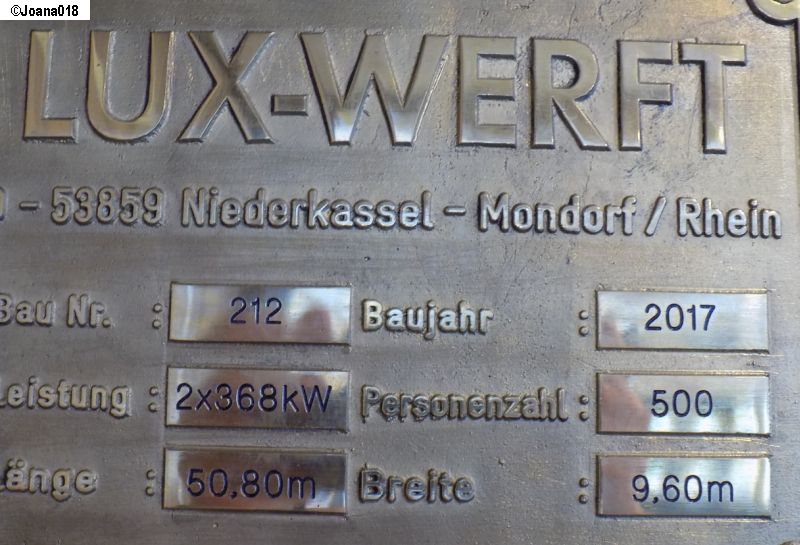 ©Joana018
LUX-WERFT
- 53859 Niederkassel - Mondorf / Rhein
Bau Nr. : 212 Baujahr : 2017
Leistung : 2x368kW Personenzahl : 500
Länge : 50,80m Breite : 9,60m